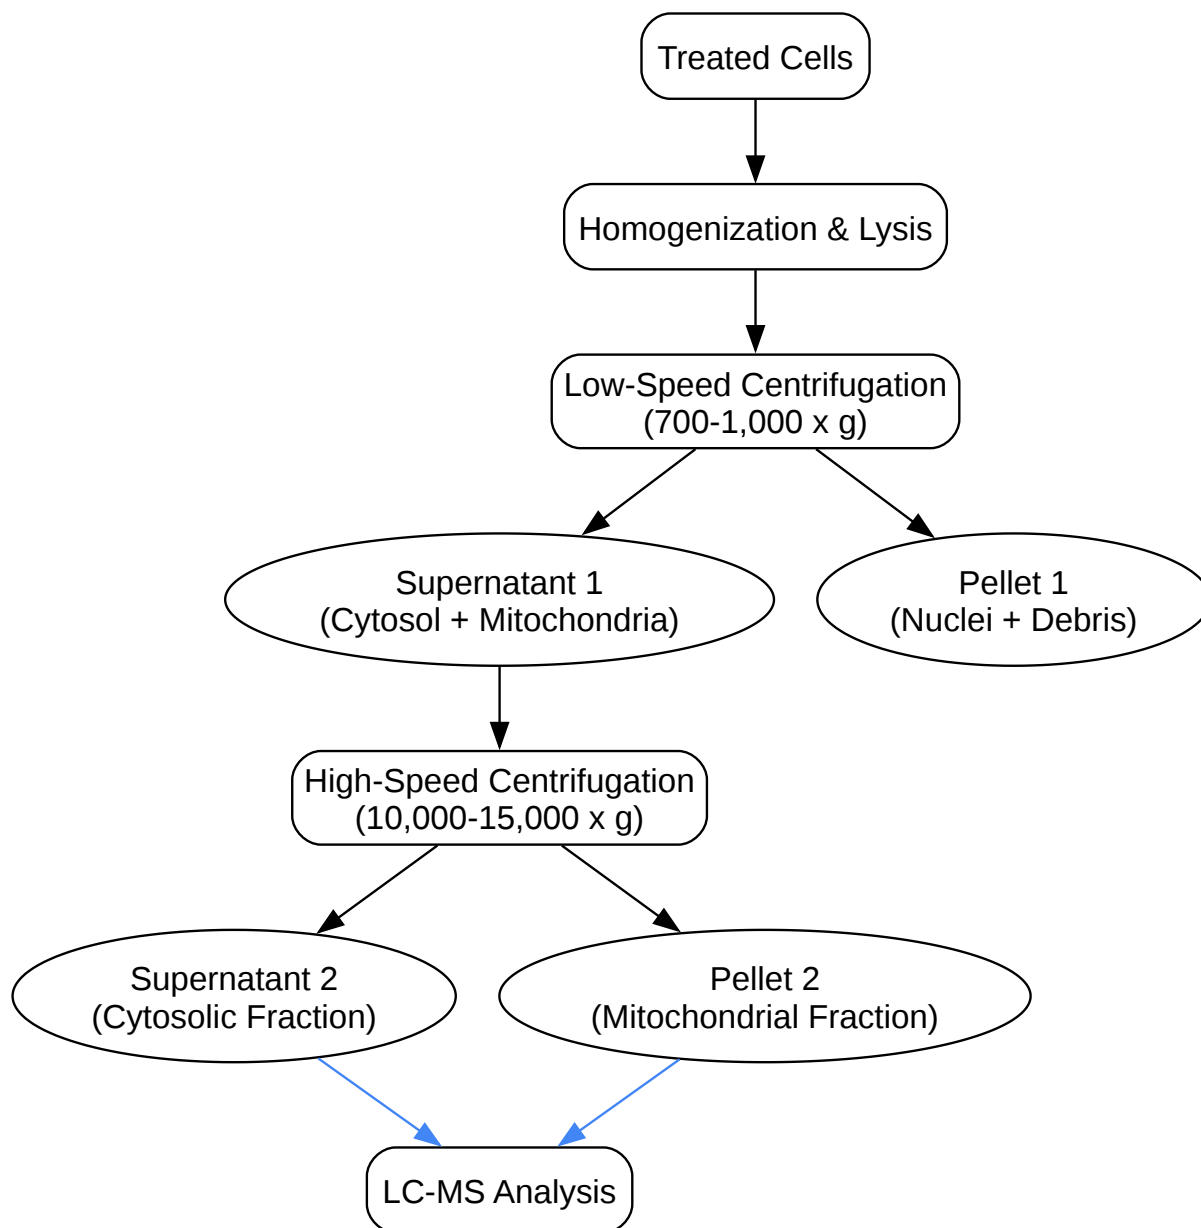 Treated Cells
Homogenization & Lysis
Low-Speed Centrifugation
(700-1,000 x g)
Supernatant 1
(Cytosol + Mitochondria)
Pellet 1
(Nuclei + Debris)
High-Speed Centrifugation
(10,000-15,000 x g)
Supernatant 2
(Cytosolic Fraction)
Pellet 2
(Mitochondrial Fraction)
LC-MS Analysis